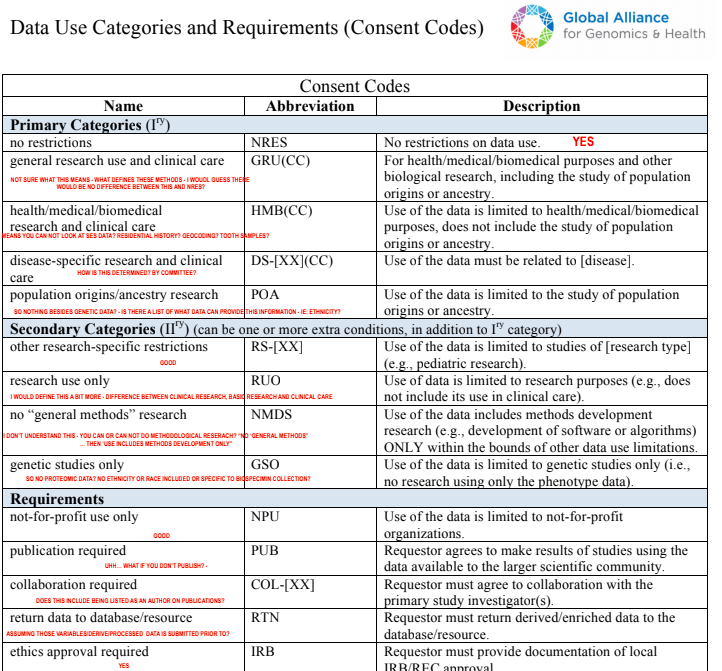 Data Use Categories and Requirements (Consent Codes)
Global Alliance
for Genomics & Health
Consent Codes
Name Abbreviation Description
Primary Categories (Iry)
no restrictions NRES No restrictions on data use. YES
general research use and clinical care GRU(CC) For health/medical/biomedical purposes and other
biological research, including the study of population
origins or ancestry.
NOT SURE WHAT THIS MEANS - WHAT DEFINES THESE METHODS - I WOUDL GUESS THERE
WOULD BE NO DIFFERENCE BETWEEN THIS AND NRES?
health/medical/biomedical HMB(CC) Use of the data is limited to health/medical/biomedical
research and clinical care purposes, does not include the study of population
origins or ancestry.
MEANS YOU CAN NOT LOOK AT SES DATA? RESIDENTIAL HISTORY? GEOCODING? TOOTH SAMPLES?
disease-specific research and clinical DS-[XX](CC) Use of the data must be related to [disease].
care HOW IS THIS DETERMINED? BY COMMITTEE?
population origins/ancestry research POA Use of the data is limited to the study of population
origins or ancestry.
SO NOTHING BESIDES GENETIC DATA? - IS THERE A LIST OF WHAT DATA CAN PROVIDE THIS INFORMATION - IE: ETHNICITY?
Secondary Categories (IIry) (can be one or more extra conditions, in addition to Iry category)
other research-specific restrictions RS-[XX] Use of the data is limited to studies of [research type]
(e.g., pediatric research).
GOOD
research use only RUO Use of data is limited to research purposes (e.g., does
not include its use in clinical care).
I WOULD DEFINE THIS A BIT MORE - DIFFERENCE BETWEEN CLINICAL RESEARCH, BASIC RESEARCH AND CLINICAL CARE
no “general methods” research NMDS Use of the data includes methods development
research (e.g., development of software or algorithms)
ONLY within the bounds of other data use limitations.
I DON'T UNDERSTAND THIS - YOU CAN OR CAN NOT DO METHODOLOGICAL RESERACH? "NO 'GENERAL METHODS"
... THEN 'USE INCLUDES METHODS DEVELOPMENT ONLY"
genetic studies only GSO Use of the data is limited to genetic studies only (i.e.,
no research using only the phenotype data).
SO NO PROTEOMIC DATA? NO ETHNICITY OR RACE INCLUDED OR SPECIFIC TO BIOSPECIMIN COLLECTION?
Requirements
not-for-profit use only NPU Use of the data is limited to not-for-profit
organizations.
GOOD
publication required PUB Requestor agrees to make results of studies using the
data available to the larger scientific community.
UHH... WHAT IF YOU DON'T PUBLISH? -
collaboration required COL-[XX] Requestor must agree to collaboration with the
primary study investigator(s).
DOES THIS INCLUDE BEING LISTED AS AN AUTHOR ON PUBLICATIONS?
return data to database/resource RTN Requestor must return derived/enriched data to the
database/resource.
ASSUMING THOSE VARIABLES/DERIVE/PROCESSED DATA IS SUBMITTED PRIOR TO?
ethics approval required IRB Requestor must provide documentation of local
IRB/REC approval.
YES